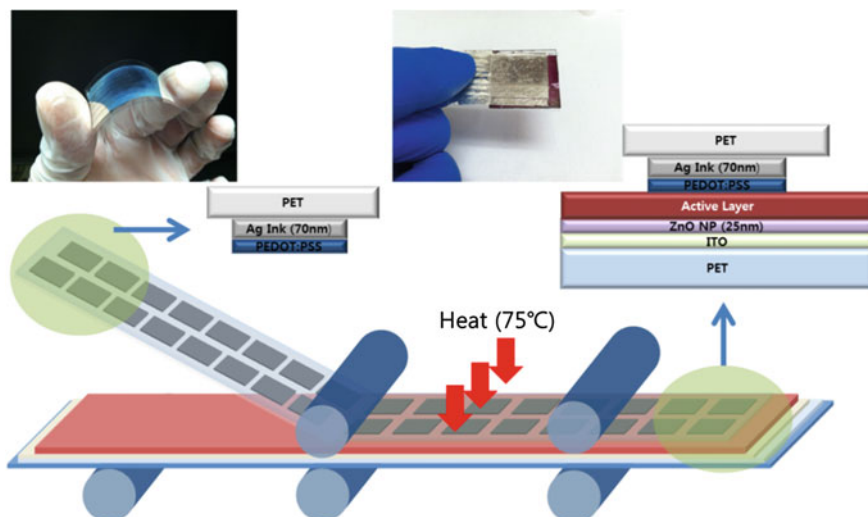 PET
Ag Ink (70nm)
PEDOT:PSS
PET
Ag Ink (70nm)
PEDOT:PSS
Active Layer
ZnO NP (25nm)
ITO
PET
Heat (75℃)